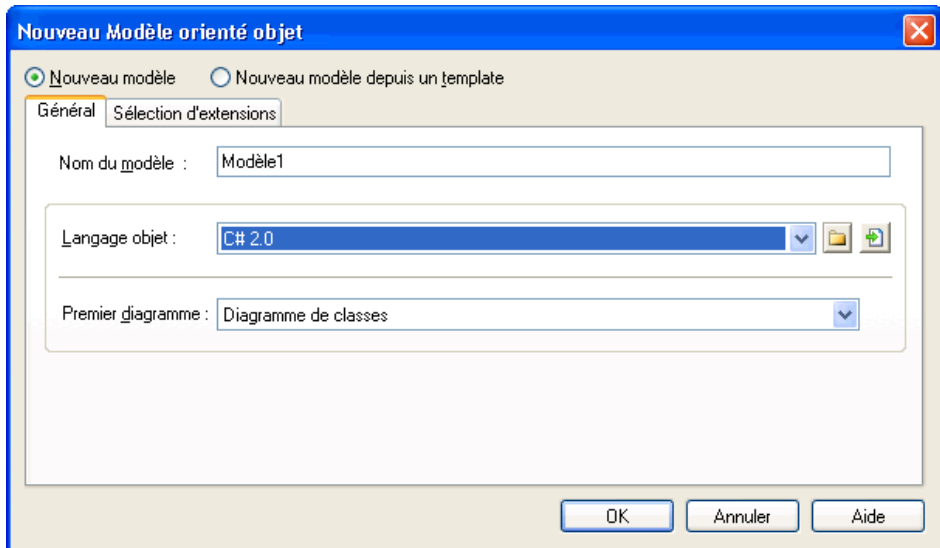 Nouveau Modèle orienté objet
Nouveau modèle Nouveau modèle depuis un template
Général Sélection d'extensions
Nom du modèle : Modèle1
Langage objet : C# 2.0
Premier diagramme : Diagramme de classes
OK Annuler Aide